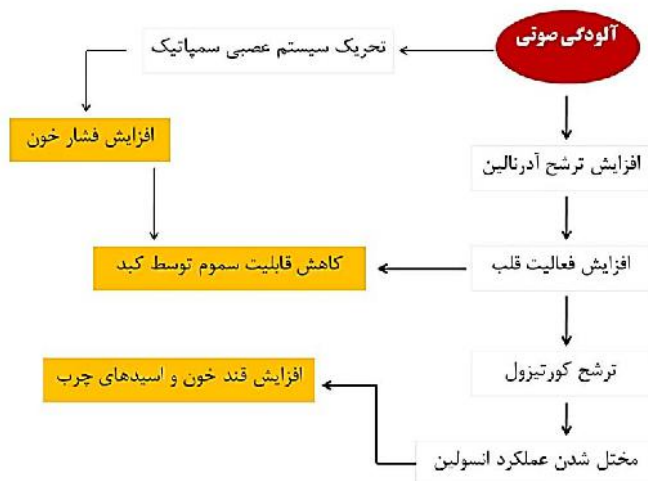 آلودگی صوتی
تحریک سیستم عصبی سمپاتیک
افزایش فشار خون
افزایش ترشح آدرنالین
افزایش فعالیت قلب
کاهش قابلیت سموم توسط کبد
ترشح کورتیزول
افزایش قند خون و اسیدهای چرب
مختل شدن عملکرد انسولین